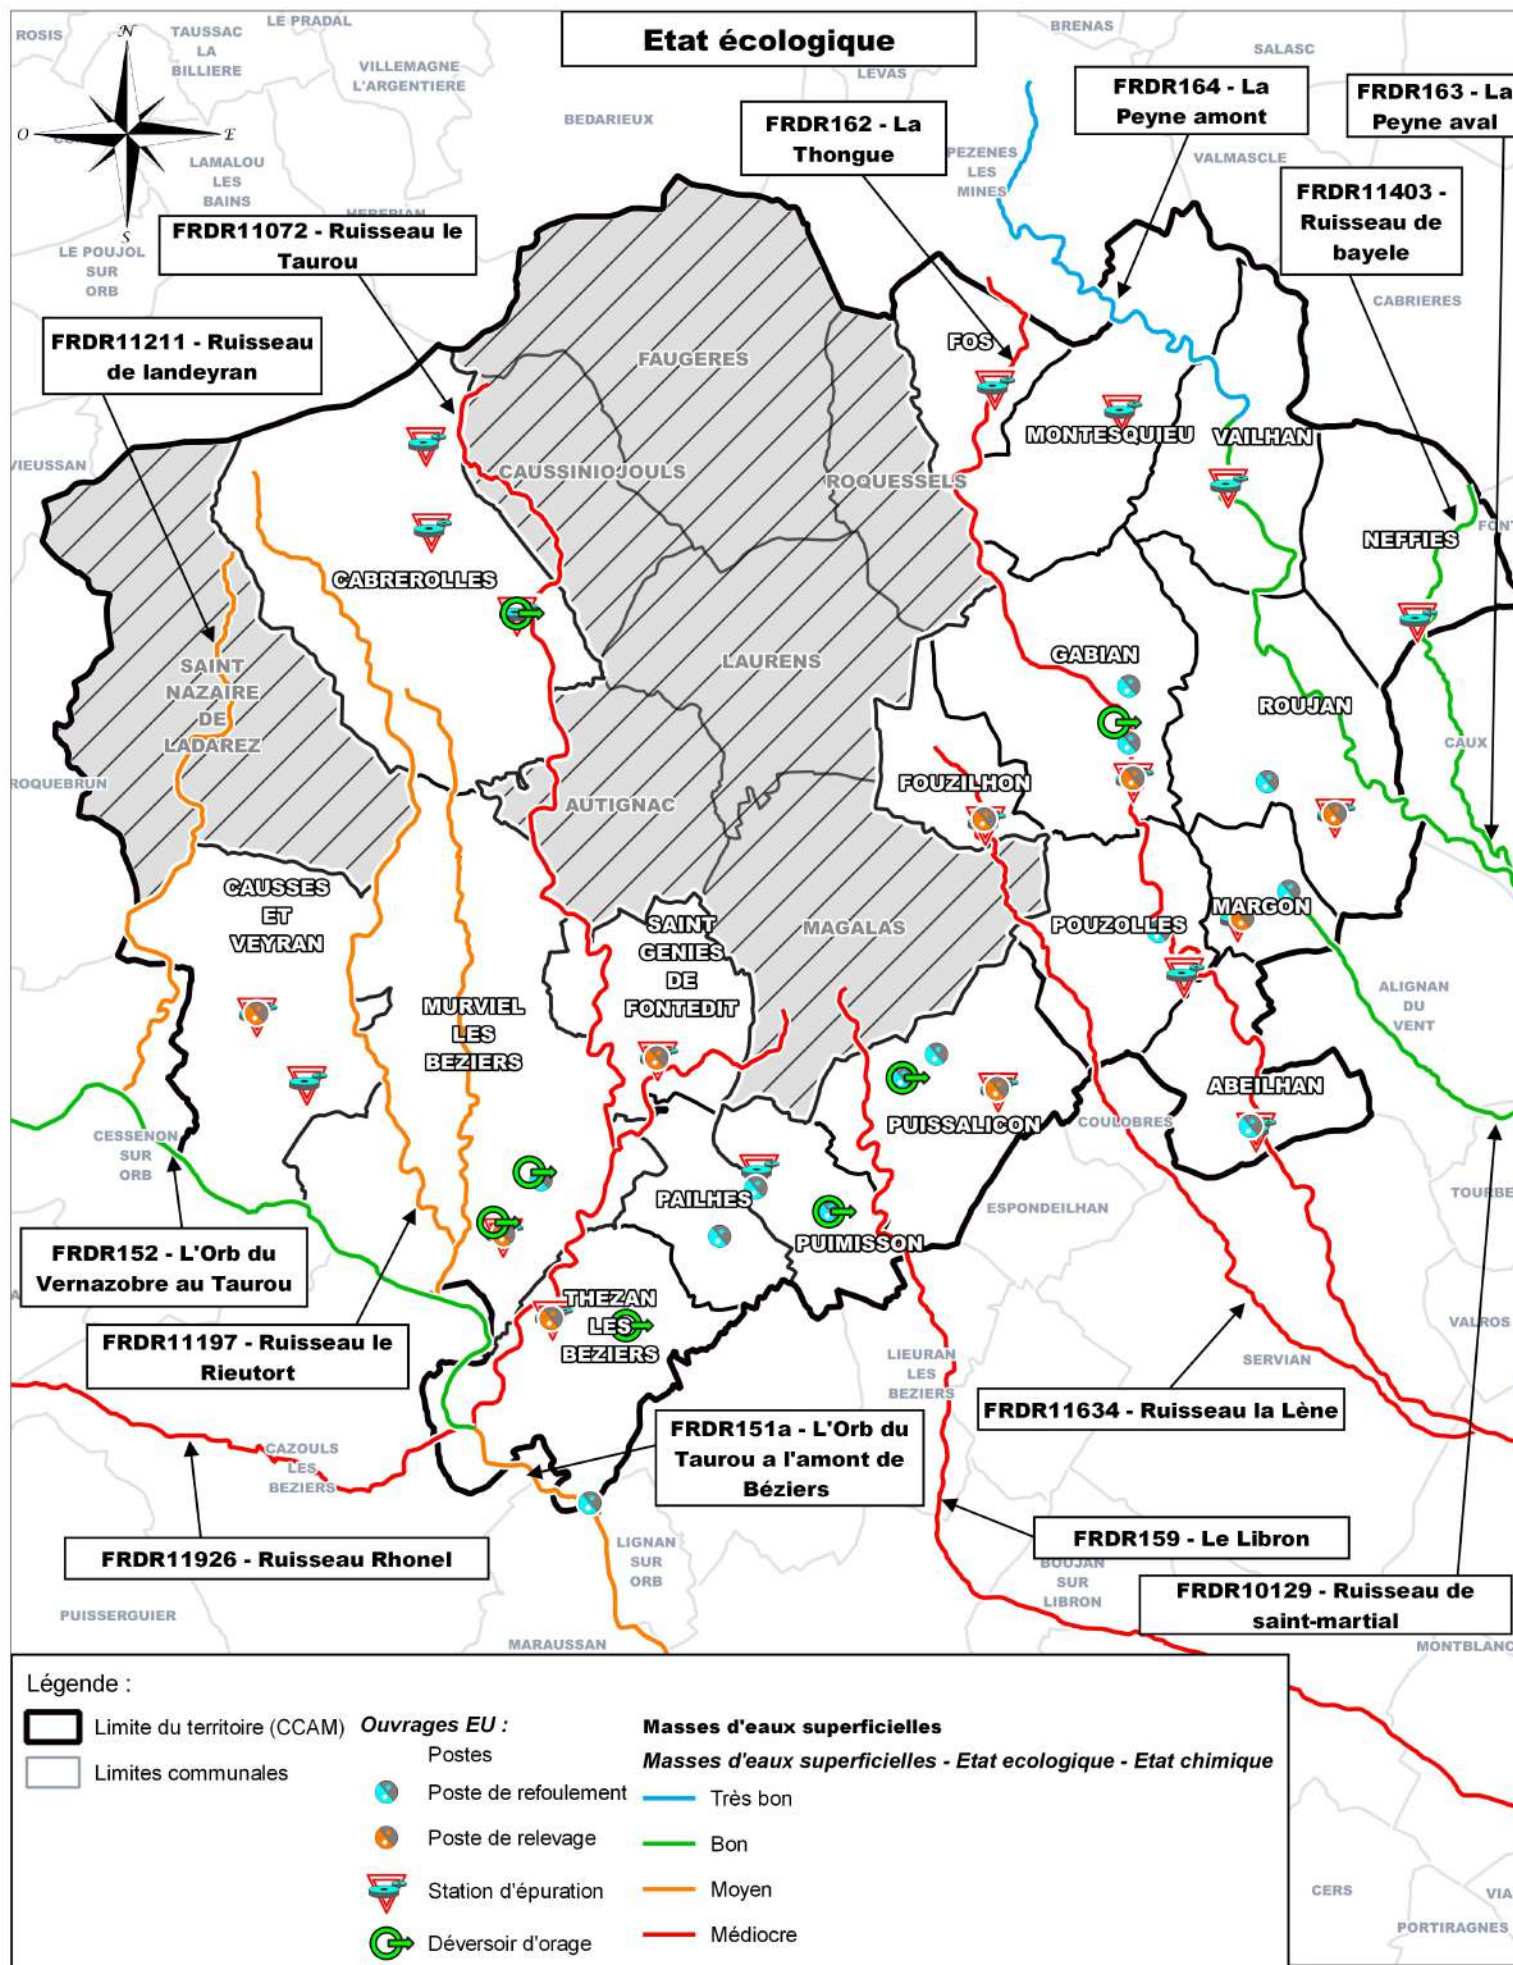 Etat écologique
ROSIS
TAUSSAC
LA
BILLIERE
LE PRADAL
VILLEMAGNE
L'ARGENTIERE
LEVAS
BRENAS
SALASC
N
O
E
S
BEDARIEUX
LAMALOU
LES
BAINS
HEREPIAN
LE POUJOL
SUR
ORB
PEZENES
LES
MINES
VALMASCLE
CABRIERES
FRDR162 - La
Thongue
FRDR164 - La
Peyne amont
FRDR163 - La
Peyne aval
FRDR11403 -
Ruisseau de
bayele
FRDR11072 - Ruisseau le
Taurou
FRDR11211 - Ruisseau
de landeyran
VIEUSSAN
FAUGERES
FOS
MONTESQUIEU
VAILHAN
CAUSSINIOJOULS
ROQUESSELS
NEFFIES
FONT
CABREROLLES
SAINT
NAZAIRE
DE
LADAREZ
LAURENS
GABIAN
ROUJAN
CAUX
ROQUEBRUN
AUTIGNAC
FOUZILHON
CAUSSES
ET
VEYRAN
SAINT
GENIES
DE
FONTEDIT
MAGALAS
POUZOLLES
MARGON
MURVIEL
LES
BEZIERS
ALIGNAN
DU
VENT
ABEILHAN
PUISSALICON
COULOBRES
CESSENON
SUR
ORB
PAILHES
PUIMISSON
ESPONDEILHAN
TOURBE
FRDR152 - L'Orb du
Vernazobre au Taurou
THEZAN
LES
BEZIERS
VALROS
FRDR11197 - Ruisseau le
Rieutort
LIEURAN
LES
BEZIERS
SERVIAN
FRDR11634 - Ruisseau la Lène
FRDR151a - L'Orb du
Taurou a l'amont de
Béziers
CAZOULS
LES
BEZIERS
FRDR11926 - Ruisseau Rhonel
FRDR159 - Le Libron
LIGNAN
SUR
ORB
BOUJAN
SUR
LIBRON
FRDR10129 - Ruisseau de
saint-martial
PUISSERGUIER
MARAUSSAN
MONTBLANC
Légende :
Limite du territoire (CCAM)
Limites communales
Ouvrages EU :
Postes
Poste de refoulement
Poste de relevage
Station d'épuration
Déversoir d'orage
Masses d'eaux superficielles
Masses d'eaux superficielles - Etat ecologique - Etat chimique
Très bon
Bon
Moyen
Médiocre
CERS
VIA
PORTIRAGNES